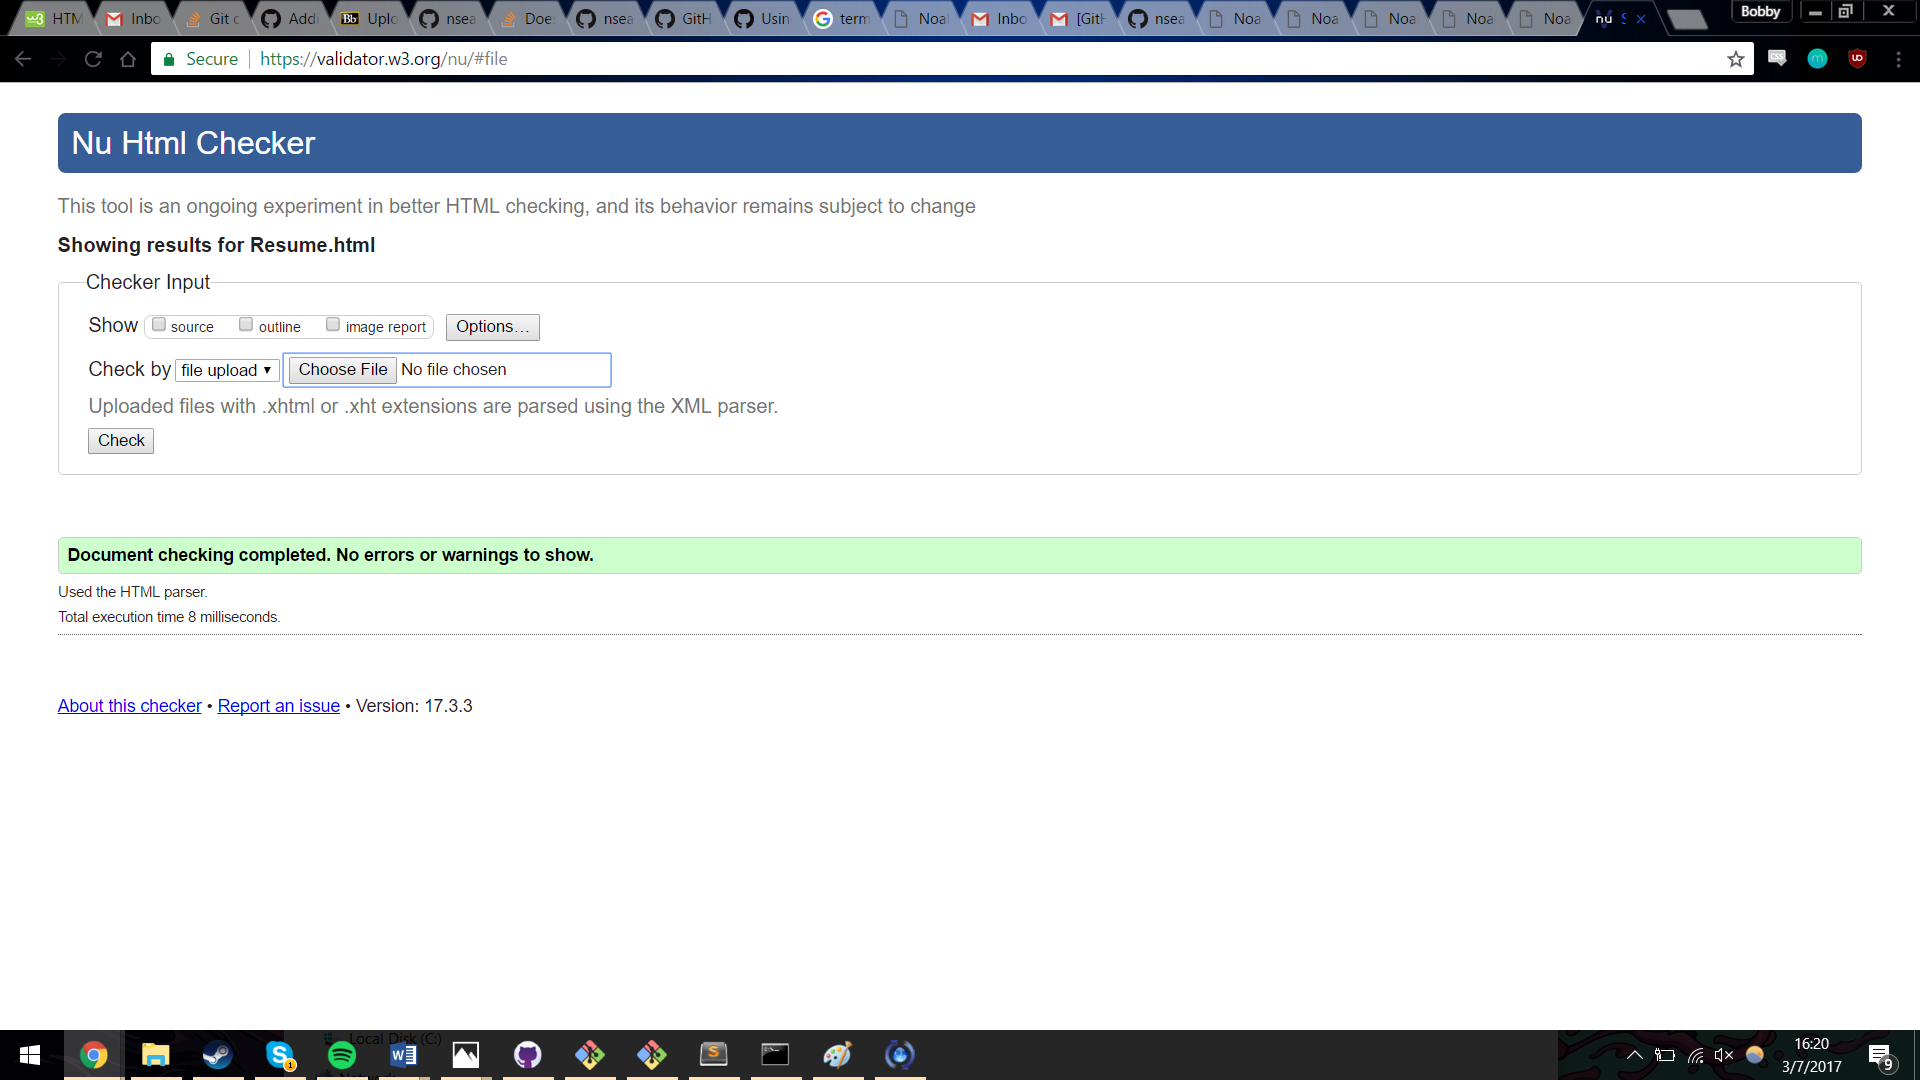 HTM
Inbo
Git c
Addi
Bb Uplo
nsea
Doe
nsea
GitH
Usin
term
Noal
Inbo
[GitH
nsea
Noa
Noa
Noa
Noa
Noa
nu S
Bobby
Secure https://validator.w3.org/nu/#file
Nu Html Checker
This tool is an ongoing experiment in better HTML checking, and its behavior remains subject to change
Showing results for Resume.html
Checker Input
Show source outline image report Options…
Check by file upload Choose File No file chosen
Uploaded files with .xhtml or .xht extensions are parsed using the XML parser.
Check
Document checking completed. No errors or warnings to show.
Used the HTML parser.
Total execution time 8 milliseconds.
About this checker • Report an issue • Version: 17.3.3
Local Disk (C:)
16:20
3/7/2017
9